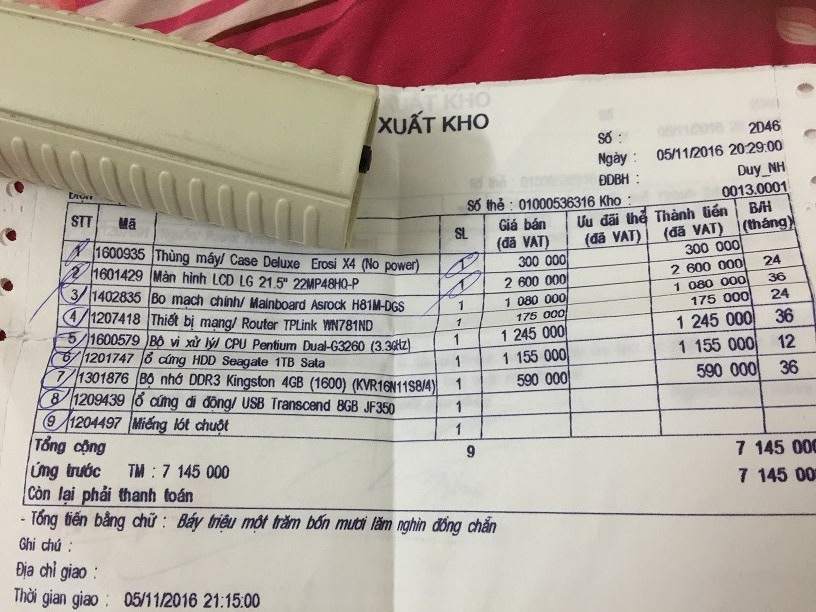 XUẤT KHO
Số : 2D46
Ngày : 05/11/2016 20:29:00
ĐDBH : Duy_NH
Số thẻ : 01000536316 Kho : 0013.0001
STT Mã SL Giá bán (đã VAT) Ưu đãi thẻ (đã VAT) Thành tiền (đã VAT) B/H (tháng)
1 1600935 Thùng máy/ Case Deluxe Erosi X4 (No power) 1 300 000 300 000
2 1601429 Màn hình LCD LG 21.5" 22MP48HQ-P 1 2 600 000 2 600 000 24
3 1402835 Bo mạch chính/ Mainboard Asrock H81M-DGS 1 1 080 000 1 080 000 36
4 1207418 Thiết bị mạng/ Router TPLink WN781ND 1 175 000 175 000 24
5 1600579 Bộ vi xử lý/ CPU Pentium Dual-G3260 (3.3GHz) 1 1 245 000 1 245 000 36
6 1201747 Ổ cứng HDD Seagate 1TB Sata 1 1 155 000 1 155 000 12
7 1301876 Bộ nhớ DDR3 Kingston 4GB (1600) (KVR16N11S8/4) 1 590 000 590 000 36
8 1209439 Ổ cứng di động/ USB Transcend 8GB JF350 1
9 1204497 Miếng lót chuột 1
Tổng cộng 9 7 145 000
Ứng trước TM : 7 145 000 7 145 00
Còn lại phải thanh toán
- Tổng tiền bằng chữ : Bảy triệu một trăm bốn mươi lăm nghìn đồng chẵn
Ghi chú :
Địa chỉ giao :
Thời gian giao : 05/11/2016 21:15:00